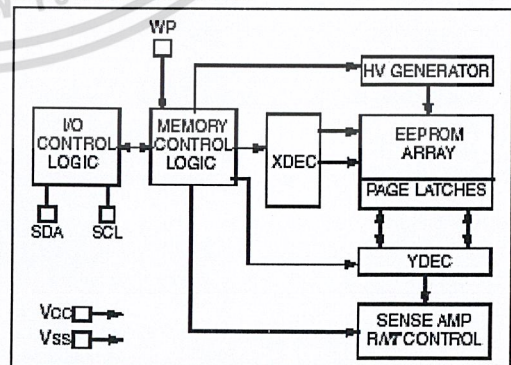 WP
HV GENERATOR
I/O
CONTROL
LOGIC
MEMORY
CONTROL
LOGIC
XDEC
EEPROM
ARRAY
PAGE LATCHES
SDA
SCL
YDEC
Vcc
Vss
SENSE AMP
R/W CONTROL